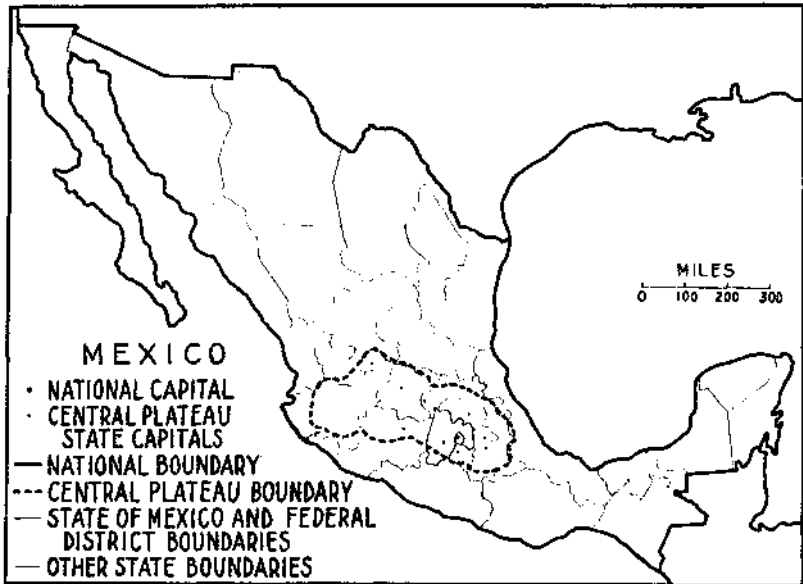 MILES
0 100 200 300
MEXICO
NATIONAL CAPITAL
CENTRAL PLATEAU
STATE CAPITALS
NATIONAL BOUNDARY
CENTRAL PLATEAU BOUNDARY
STATE OF MEXICO AND FEDERAL
DISTRICT BOUNDARIES
OTHER STATE BOUNDARIES